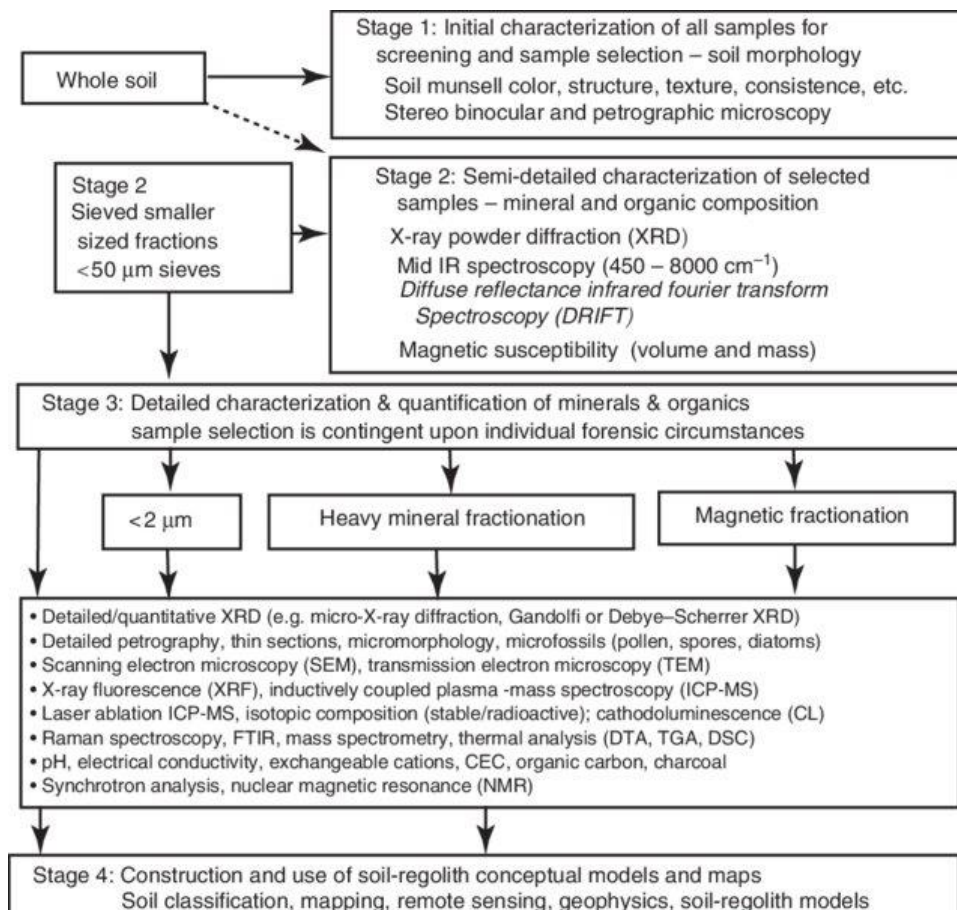 Stage 1: Initial characterization of all samples for
screening and sample selection – soil morphology
Soil munsell color, structure, texture, consistence, etc.
Stereo binocular and petrographic microscopy
Whole soil
Stage 2
Sieved smaller
sized fractions
<50 μm sieves
Stage 2: Semi-detailed characterization of selected
samples – mineral and organic composition
X-ray powder diffraction (XRD)
Mid IR spectroscopy (450 – 8000 cm⁻¹)
Diffuse reflectance infrared fourier transform
Spectroscopy (DRIFT)
Magnetic susceptibility (volume and mass)
Stage 3: Detailed characterization & quantification of minerals & organics
sample selection is contingent upon individual forensic circumstances
<2 μm
Heavy mineral fractionation
Magnetic fractionation
• Detailed/quantitative XRD (e.g. micro-X-ray diffraction, Gandolfi or Debye–Scherrer XRD)
• Detailed petrography, thin sections, micromorphology, microfossils (pollen, spores, diatoms)
• Scanning electron microscopy (SEM), transmission electron microscopy (TEM)
• X-ray fluorescence (XRF), inductively coupled plasma -mass spectroscopy (ICP-MS)
• Laser ablation ICP-MS, isotopic composition (stable/radioactive); cathodoluminescence (CL)
• Raman spectroscopy, FTIR, mass spectrometry, thermal analysis (DTA, TGA, DSC)
• pH, electrical conductivity, exchangeable cations, CEC, organic carbon, charcoal
• Synchrotron analysis, nuclear magnetic resonance (NMR)
Stage 4: Construction and use of soil-regolith conceptual models and maps
Soil classification, mapping, remote sensing, geophysics, soil-regolith models